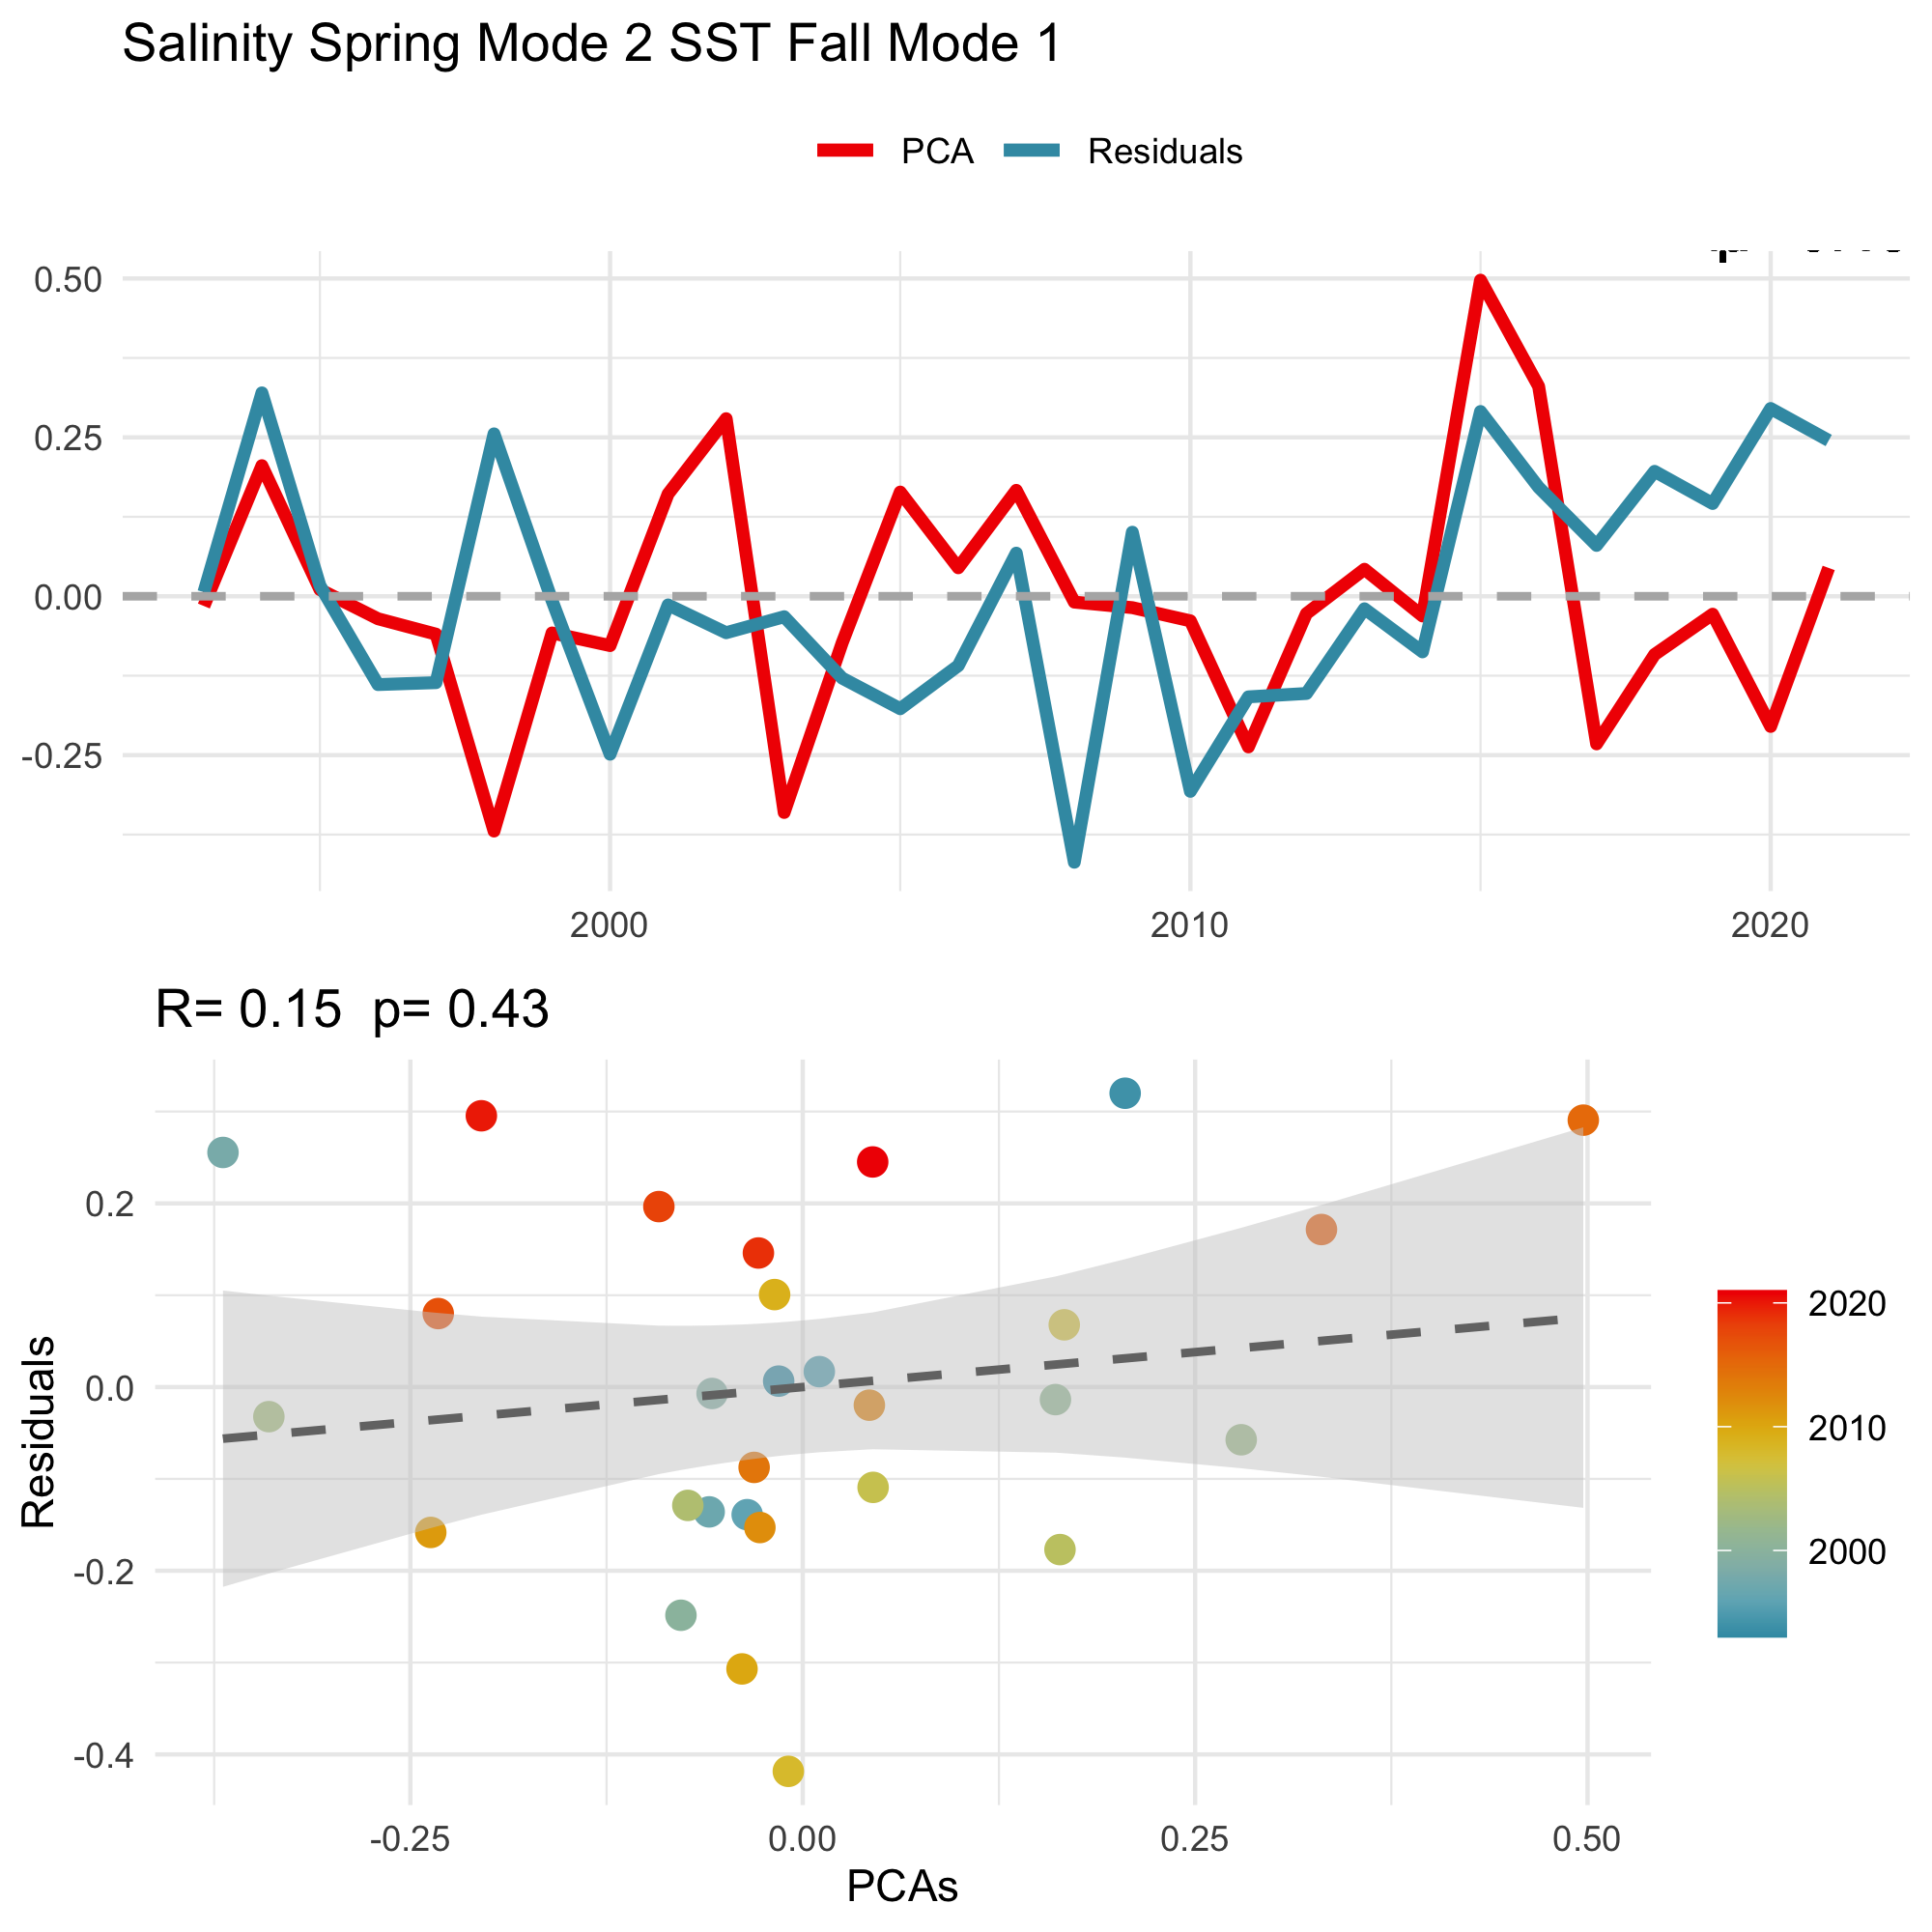 Salinity Spring Mode 2 SST Fall Mode 1
PCA Residuals
0.50
0.25
0.00
-0.25
2000 2010 2020
R= 0.15 p= 0.43
Residuals
0.2
0.0
-0.2
-0.4
-0.25 0.00 0.25 0.50
PCAs
2020
2010
2000